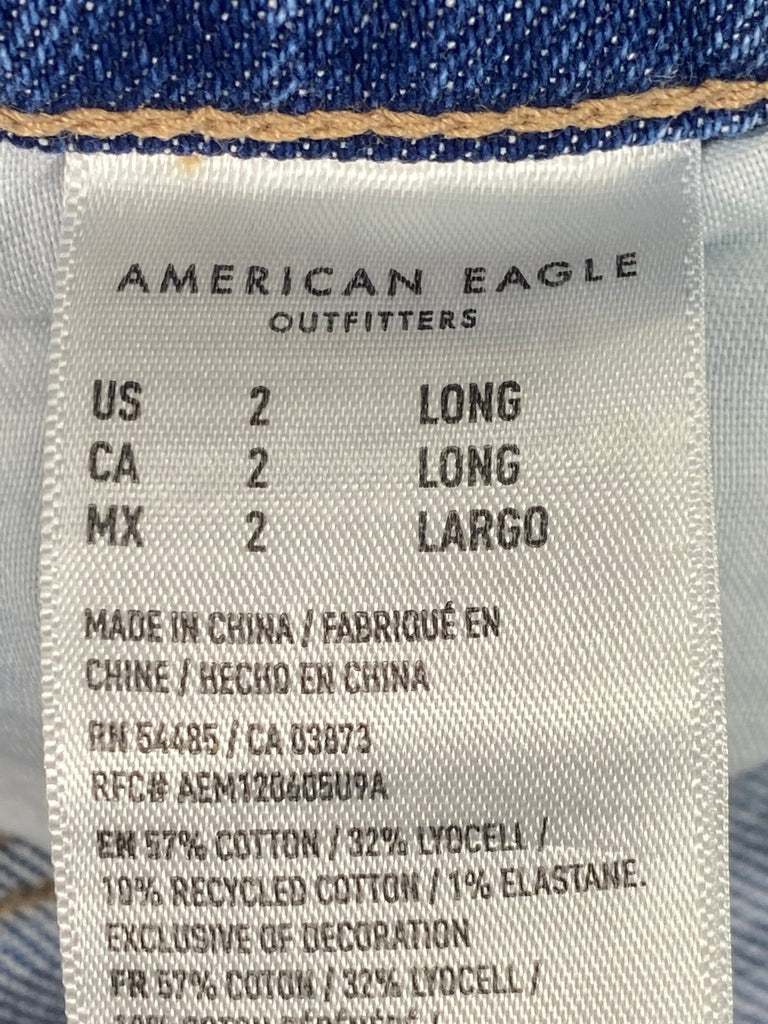 AMERICAN EAGLE
OUTFITTERS
US 2 LONG
CA 2 LONG
MX 2 LARGO
MADE IN CHINA / FABRIQUÉ EN
CHINE / HECHO EN CHINA
RN 54485 / CA 03873
RFC# AEM120605U9A
EN 57% COTTON / 32% LYOCELL /
10% RECYCLED COTTON / 1% ELASTANE.
EXCLUSIVE OF DECORATION
FR 57% COTON / 32% LYOCELL /